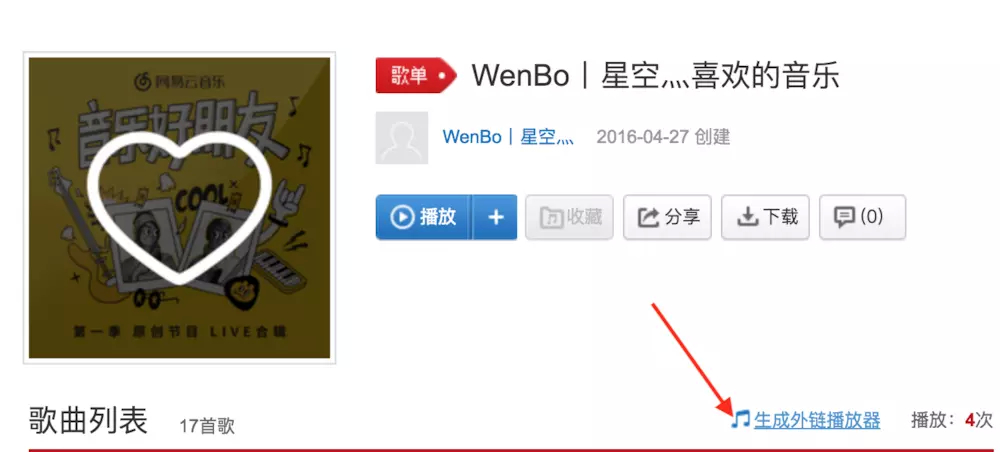 网易云音乐
音乐好朋友
COOL
第一季 原创节目 LIVE合辑
歌单
WenBo丨星空灬喜欢的音乐
WenBo丨星空灬 2016-04-27 创建
播放 + 收藏 分享 下载 (0)
歌曲列表 17首歌 生成外链播放器 播放：4次